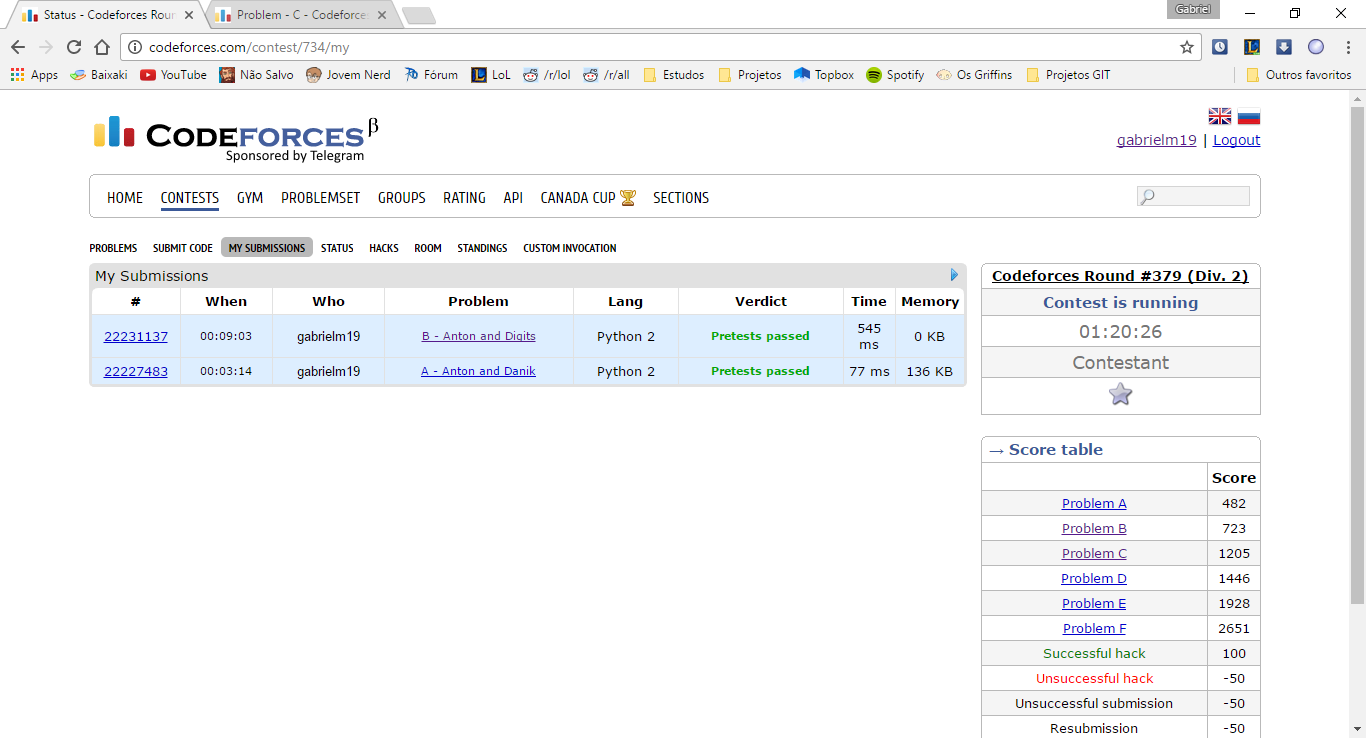 Status - Codeforces Roun
Problem - C - Codeforces
Gabriel
codeforces.com/contest/734/my
Apps Baixaki YouTube Não Salvo Jovem Nerd Fórum LoL /r/lol /r/all Estudos Projetos Topbox Spotify Os Griffins Projetos GIT Outros favoritos
CODEFORCES β
Sponsored by Telegram
gabrielm19 | Logout
HOME CONTESTS GYM PROBLEMSET GROUPS RATING API CANADA CUP SECTIONS
PROBLEMS SUBMIT CODE MY SUBMISSIONS STATUS HACKS ROOM STANDINGS CUSTOM INVOCATION
My Submissions
# When Who Problem Lang Verdict Time Memory
22231137 00:09:03 gabrielm19 B - Anton and Digits Python 2 Pretests passed 545 ms 0 KB
22227483 00:03:14 gabrielm19 A - Anton and Danik Python 2 Pretests passed 77 ms 136 KB
Codeforces Round #379 (Div. 2)
Contest is running
01:20:26
Contestant
→ Score table
Score
Problem A 482
Problem B 723
Problem C 1205
Problem D 1446
Problem E 1928
Problem F 2651
Successful hack 100
Unsuccessful hack -50
Unsuccessful submission -50
Resubmission -50